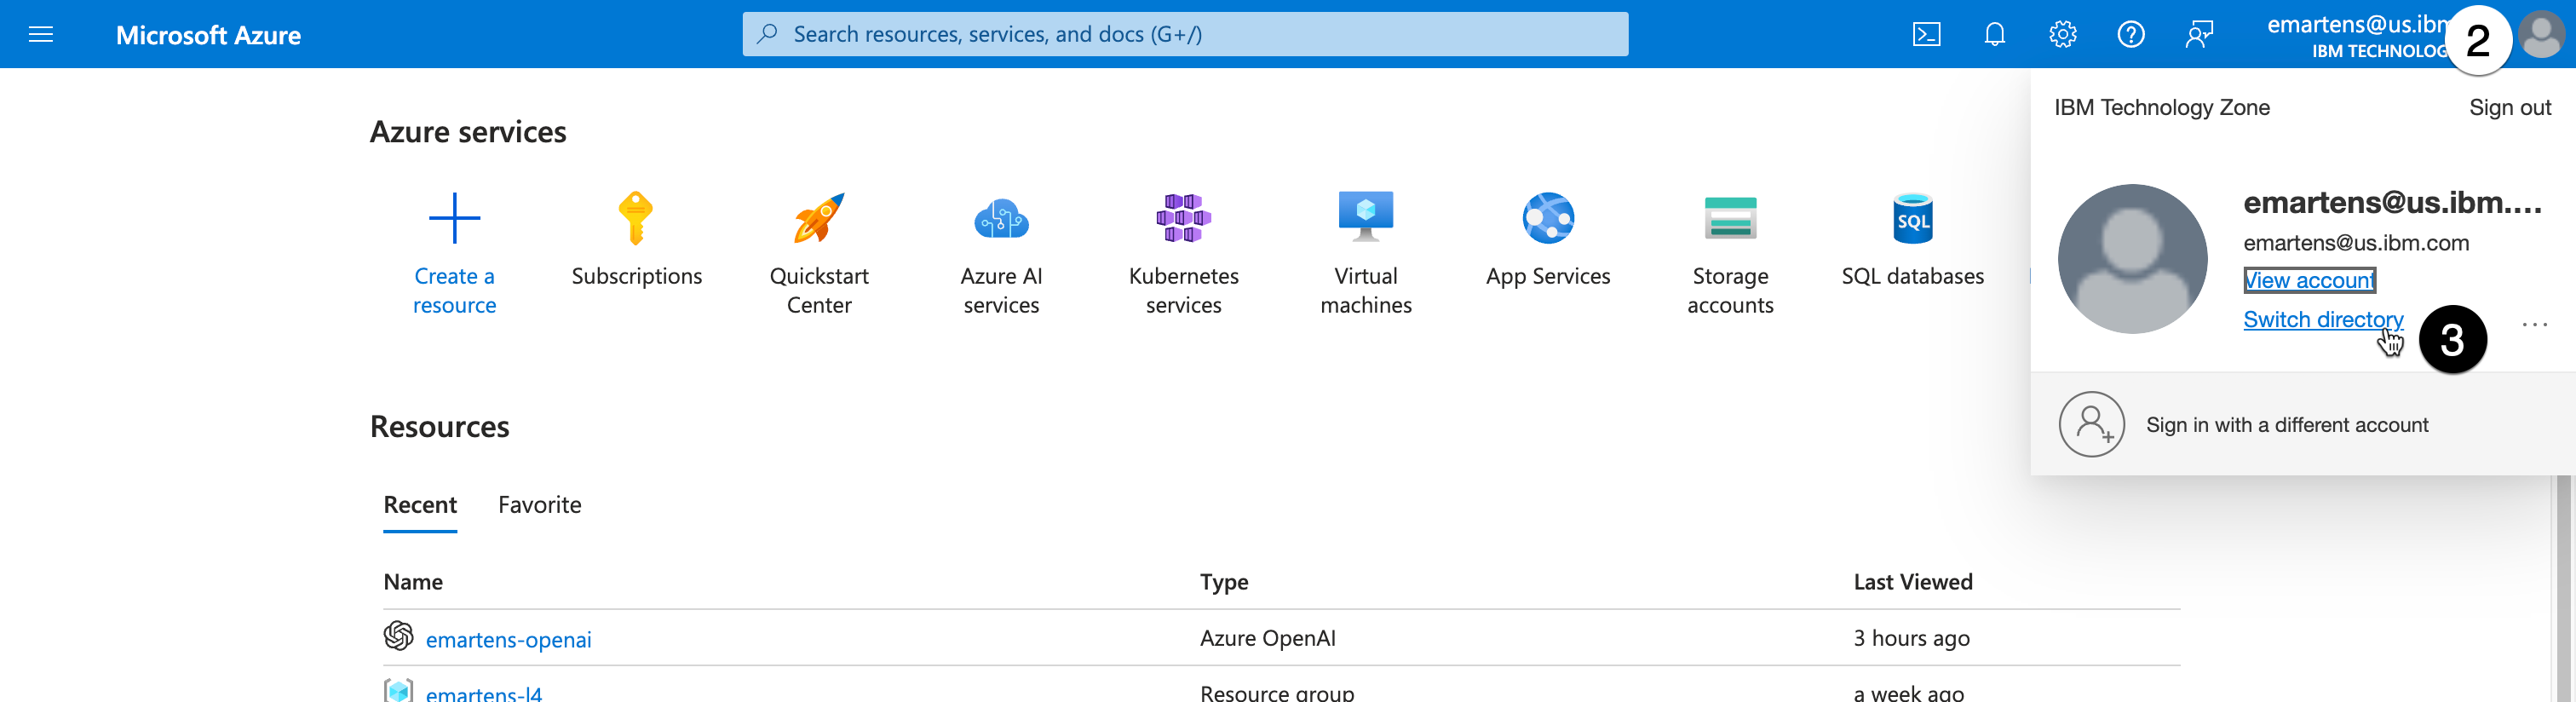 Microsoft Azure
Search resources, services, and docs (G+/)
emartens@us.ibm
IBM TECHNOLOG
2
IBM Technology Zone
Sign out
emartens@us.ibm....
emartens@us.ibm.com
View account
Switch directory
3
...
Sign in with a different account
Azure services
Create a
resource
Subscriptions
Quickstart
Center
Azure AI
services
Kubernetes
services
Virtual
machines
App Services
Storage
accounts
SQL
SQL databases
Resources
Recent
Favorite
Name
Type
Last Viewed
emartens-openai
Azure OpenAI
3 hours ago
emartens-l4
Resource group
a week ago